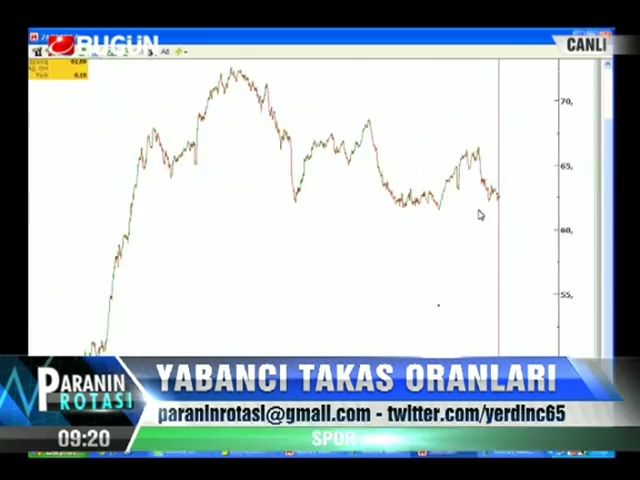 BUGÜN
CANLI
70,
65,
60,
55,
PARANIN
ROTASI
YABANCI TAKAS ORANLARI
paraninrotasi@gmail.com - twitter.com/yerdinc65
09:20
SPOR